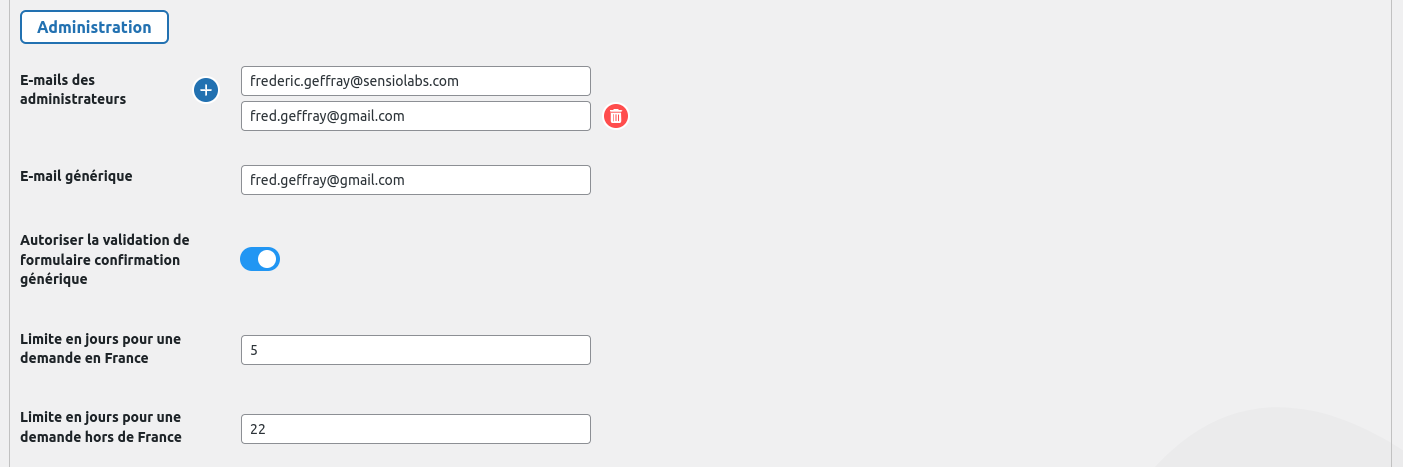 Administration
E-mails des
administrateurs
frederic.geffray@sensiolabs.com
fred.geffray@gmail.com
E-mail générique
fred.geffray@gmail.com
Autoriser la validation de
formulaire confirmation
générique
Limite en jours pour une
demande en France
5
Limite en jours pour une
demande hors de France
22